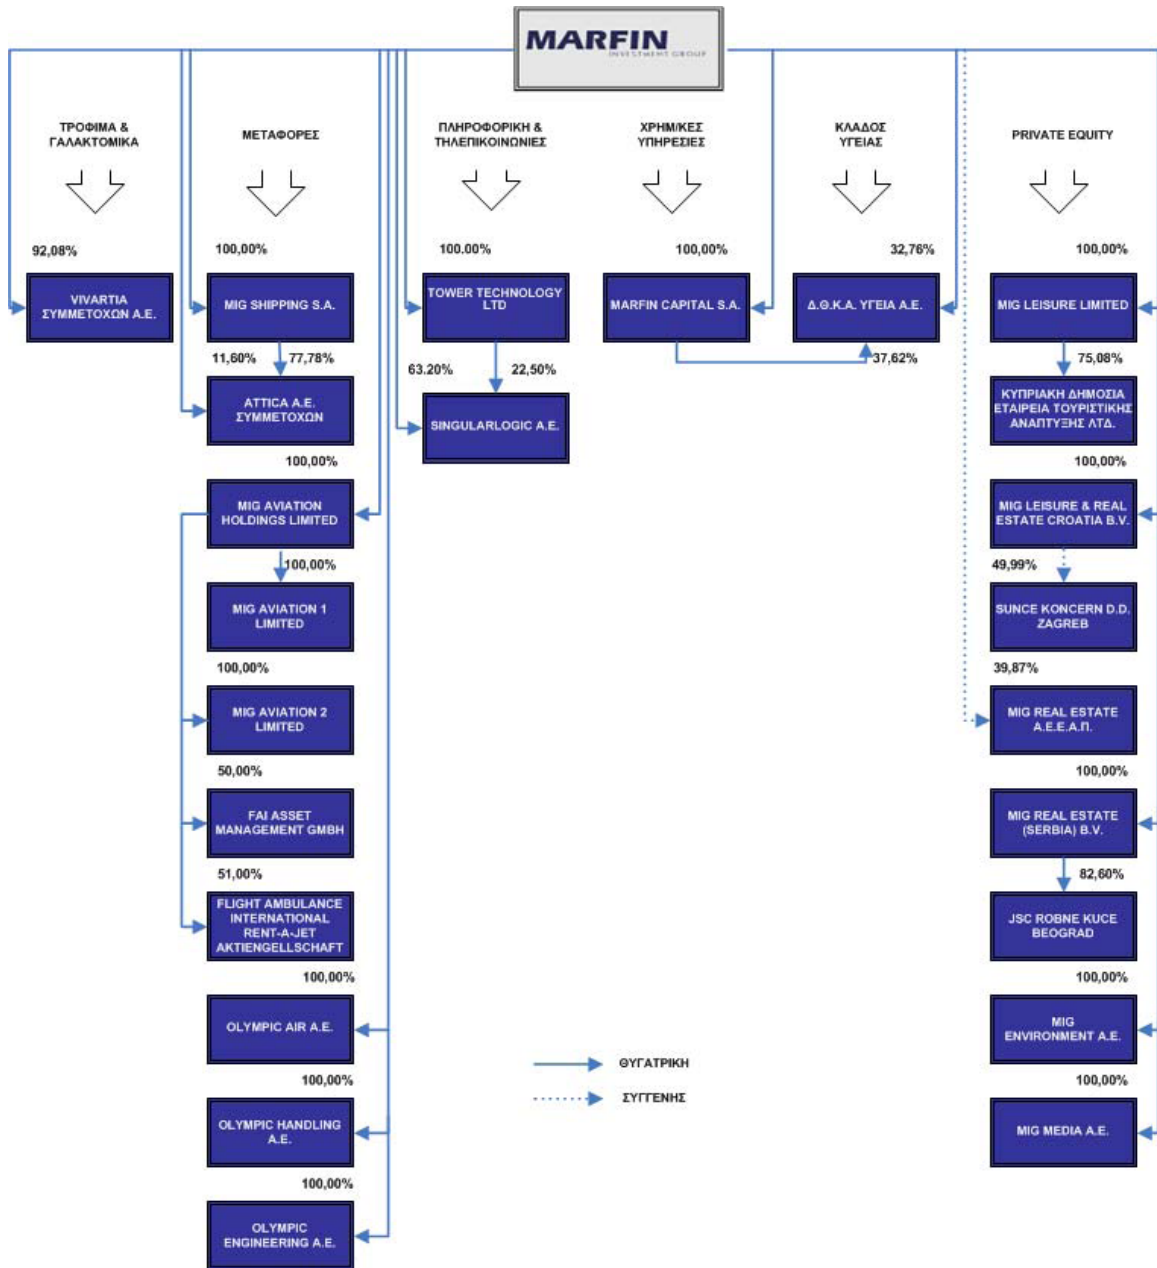 MARFIN
INVESTMENT GROUP
ΤΡΟΦΙΜΑ &
ΓΑΛΑΚΤΟΜΙΚΑ
ΜΕΤΑΦΟΡΕΣ
ΠΛΗΡΟΦΟΡΙΚΗ &
ΤΗΛΕΠΙΚΟΙΝΩΝΙΕΣ
ΧΡΗΜ/ΚΕΣ
ΥΠΗΡΕΣΙΕΣ
ΚΛΑΔΟΣ
ΥΓΕΙΑΣ
PRIVATE EQUITY
92,08%
VIVARTIA
ΣΥΜΜΕΤΟΧΩΝ Α.Ε.
100,00%
MIG SHIPPING S.A.
11,60%
77,78%
ATTICA A.E.
ΣΥΜΜΕΤΟΧΩΝ
100,00%
MIG AVIATION
HOLDINGS LIMITED
100,00%
MIG AVIATION 1
LIMITED
100,00%
MIG AVIATION 2
LIMITED
50,00%
FAI ASSET
MANAGEMENT GMBH
51,00%
FLIGHT AMBULANCE
INTERNATIONAL
RENT-A-JET
AKTIENGELLSCHAFT
100,00%
OLYMPIC AIR A.E.
100,00%
OLYMPIC HANDLING
A.E.
100,00%
OLYMPIC
ENGINEERING A.E.
100.00%
TOWER TECHNOLOGY
LTD
63.20%
22,50%
SINGULARLOGIC A.E.
100,00%
MARFIN CAPITAL S.A.
32,76%
Δ.Θ.Κ.Α. ΥΓΕΙΑ Α.Ε.
37,62%
100,00%
MIG LEISURE LIMITED
75,08%
ΚΥΠΡΙΑΚΗ ΔΗΜΟΣΙΑ
ΕΤΑΙΡΕΙΑ ΤΟΥΡΙΣΤΙΚΗΣ
ΑΝΑΠΤΥΞΗΣ ΛΤΔ.
100,00%
MIG LEISURE & REAL
ESTATE CROATIA B.V.
49,99%
SUNCE KONCERN D.D.
ZAGREB
39,87%
MIG REAL ESTATE
Α.Ε.Ε.Α.Π.
100,00%
MIG REAL ESTATE
(SERBIA) B.V.
82,60%
JSC ROBNE KUCE
BEOGRAD
100,00%
MIG
ENVIRONMENT A.E.
100,00%
MIG MEDIA A.E.
ΘΥΓΑΤΡΙΚΗ
ΣΥΓΓΕΝΗΣ